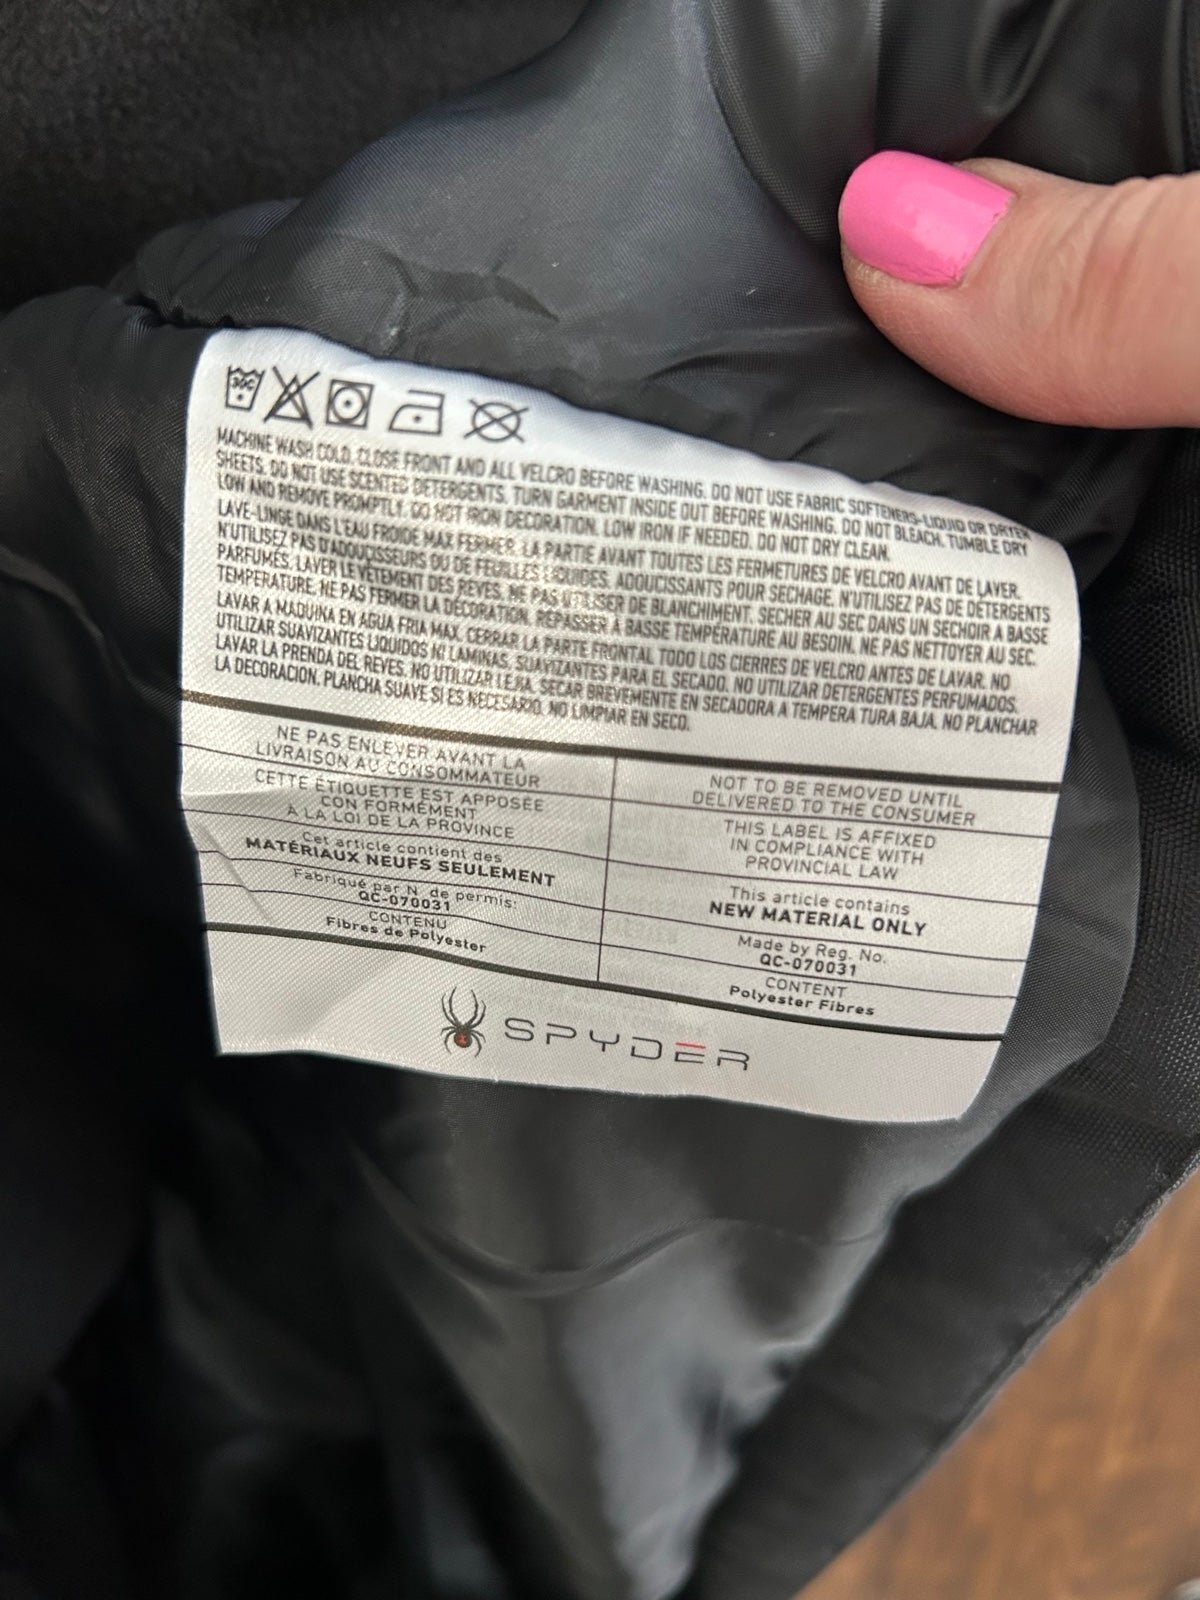 30C
MACHINE WASH COLD. CLOSE FRONT AND ALL VELCRO BEFORE WASHING. DO NOT USE FABRIC SOFTENERS-LIQUID OR DRYER
SHEETS. DO NOT USE SCENTED DETERGENTS. TURN GARMENT INSIDE OUT BEFORE WASHING. DO NOT BLEACH. TUMBLE DRY
LOW AND REMOVE PROMPTLY. DO NOT IRON DECORATION. LOW IRON IF NEEDED. DO NOT DRY CLEAN.
LAVE-LINGE DANS L'EAU FROIDE MAX FERMER. LA PARTIE AVANT TOUTES LES FERMETURES DE VELCRO AVANT DE LAVER.
N'UTILISEZ PAS D'ADOUCISSEURS OU DE FEUILLES LIQUIDES. ADOUCISSANTS POUR SECHAGE. N'UTILISEZ PAS DE DETERGENTS
PARFUMÉS. LAVER LE VETEMENT DES REVES. NE PAS UTILISER DE BLANCHIMENT. SECHER AU SEC DANS UN SECHOIR A BASSE
TEMPERATURE. NE PAS FERMER LA DÉCORATION. REPASSER A BASSE TEMPÉRATURE AU BESOIN. NE PAS NETTOYER AU SEC.
LAVAR A MAQUINA EN AGUA FRIA MAX. CERRAR LA PARTE FRONTAL TODO LOS CIERRES DE VELCRO ANTES DE LAVAR. NO
UTILIZAR SUAVIZANTES LIQUIDOS NI LAMINAS, SUAVIZANTES PARA EL SECADO. NO UTILIZAR DETERGENTES PERFUMADOS.
LAVAR LA PRENDA DEL REVES. NO UTILIZAR LEJIA. SECAR BREVEMENTE EN SECADORA A TEMPERA TURA BAJA. NO PLANCHAR
LA DECORACION. PLANCHA SUAVE SI ES NECESARIO. NO LIMPIAR EN SECO.
NE PAS ENLEVER AVANT LA
LIVRAISON AU CONSOMMATEUR
CETTE ÉTIQUETTE EST APPOSÉE
CON FORMÉMENT
À LA LOI DE LA PROVINCE
Cet article contient des
MATÉRIAUX NEUFS SEULEMENT
Fabriqué par N. de permis:
QC-070031
CONTENU
Fibres de Polyester
NOT TO BE REMOVED UNTIL
DELIVERED TO THE CONSUMER
THIS LABEL IS AFFIXED
IN COMPLIANCE WITH
PROVINCIAL LAW
This article contains
NEW MATERIAL ONLY
Made by Reg. No.
QC-070031
CONTENT
Polyester Fibres
SPYDER